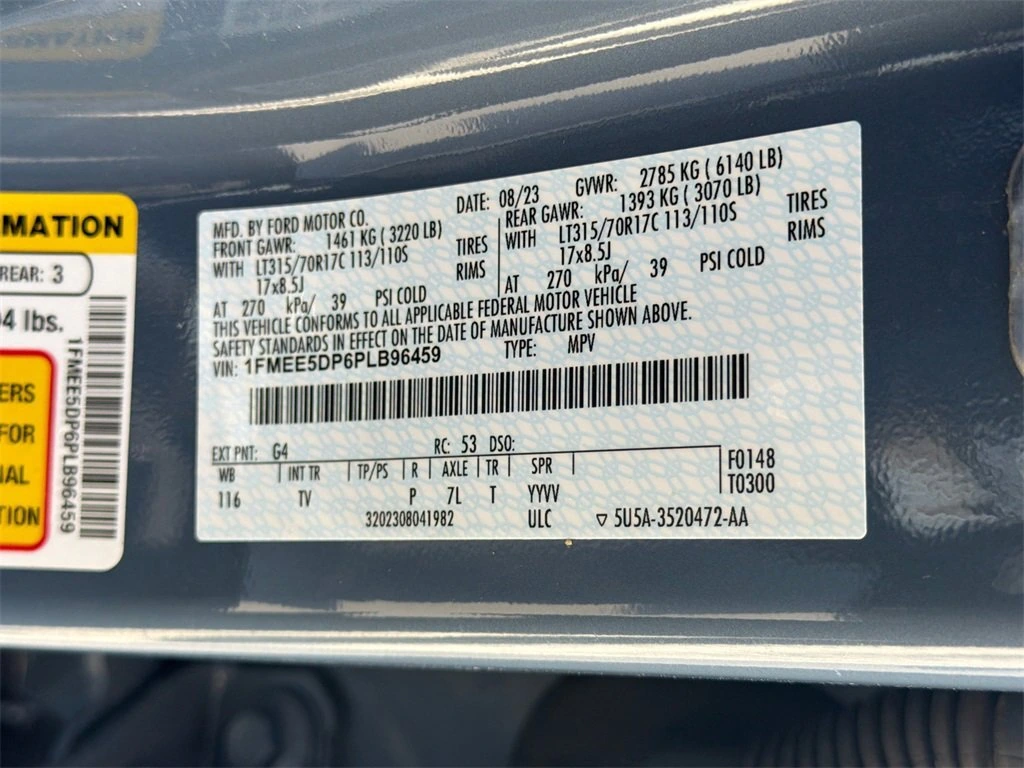 MATION
REAR: 3
04 lbs.
ERS
FOR
NAL
TION
1FMEE5DP6PLB96459
MFD. BY FORD MOTOR CO. DATE: 08/23 GVWR: 2785 KG ( 6140 LB)
FRONT GAWR: 1461 KG ( 3220 LB) REAR GAWR: 1393 KG ( 3070 LB)
WITH LT315/70R17C 113/110S TIRES WITH LT315/70R17C 113/110S TIRES
17x8.5J RIMS 17x8.5J RIMS
AT 270 kPa/ 39 PSI COLD AT 270 kPa/ 39 PSI COLD
THIS VEHICLE CONFORMS TO ALL APPLICABLE FEDERAL MOTOR VEHICLE
SAFETY STANDARDS IN EFFECT ON THE DATE OF MANUFACTURE SHOWN ABOVE.
VIN: 1FMEE5DP6PLB96459 TYPE: MPV
EXT PNT: G4 RC: 53 DSO:
WB INT TR TP/PS R AXLE TR SPR F0148
116 TV P 7L T YYVV T0300
3202308041982 ULC ▽ 5U5A-3520472-AA